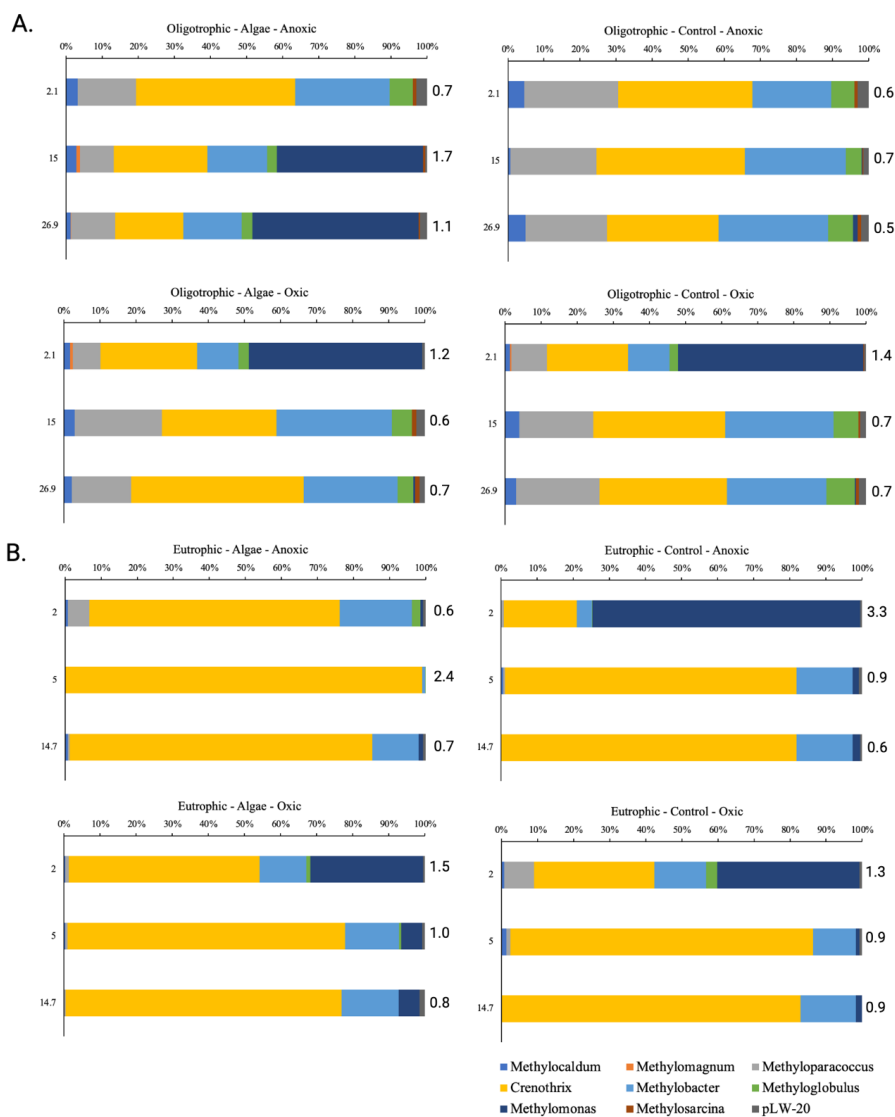 A.
Oligotrophic - Algae - Anoxic
0% 10% 20% 30% 40% 50% 60% 70% 80% 90% 100%
2.1 0.7
15 1.7
26.9 1.1
Oligotrophic - Control - Anoxic
0% 10% 20% 30% 40% 50% 60% 70% 80% 90% 100%
2.1 0.6
15 0.7
26.9 0.5
Oligotrophic - Algae - Oxic
0% 10% 20% 30% 40% 50% 60% 70% 80% 90% 100%
2.1 1.2
15 0.6
26.9 0.7
Oligotrophic - Control - Oxic
0% 10% 20% 30% 40% 50% 60% 70% 80% 90% 100%
2.1 1.4
15 0.7
26.9 0.7
B.
Eutrophic - Algae - Anoxic
0% 10% 20% 30% 40% 50% 60% 70% 80% 90% 100%
2 0.6
5 2.4
14.7 0.7
Eutrophic - Control - Anoxic
0% 10% 20% 30% 40% 50% 60% 70% 80% 90% 100%
2 3.3
5 0.9
14.7 0.6
Eutrophic - Algae - Oxic
0% 10% 20% 30% 40% 50% 60% 70% 80% 90% 100%
2 1.5
5 1.0
14.7 0.8
Eutrophic - Control - Oxic
0% 10% 20% 30% 40% 50% 60% 70% 80% 90% 100%
2 1.3
5 0.9
14.7 0.9
Methylocaldum Methylomagnum Methyloparacoccus
Crenothrix Methylobacter Methyloglobulus
Methylomonas Methylosarcina pLW-20